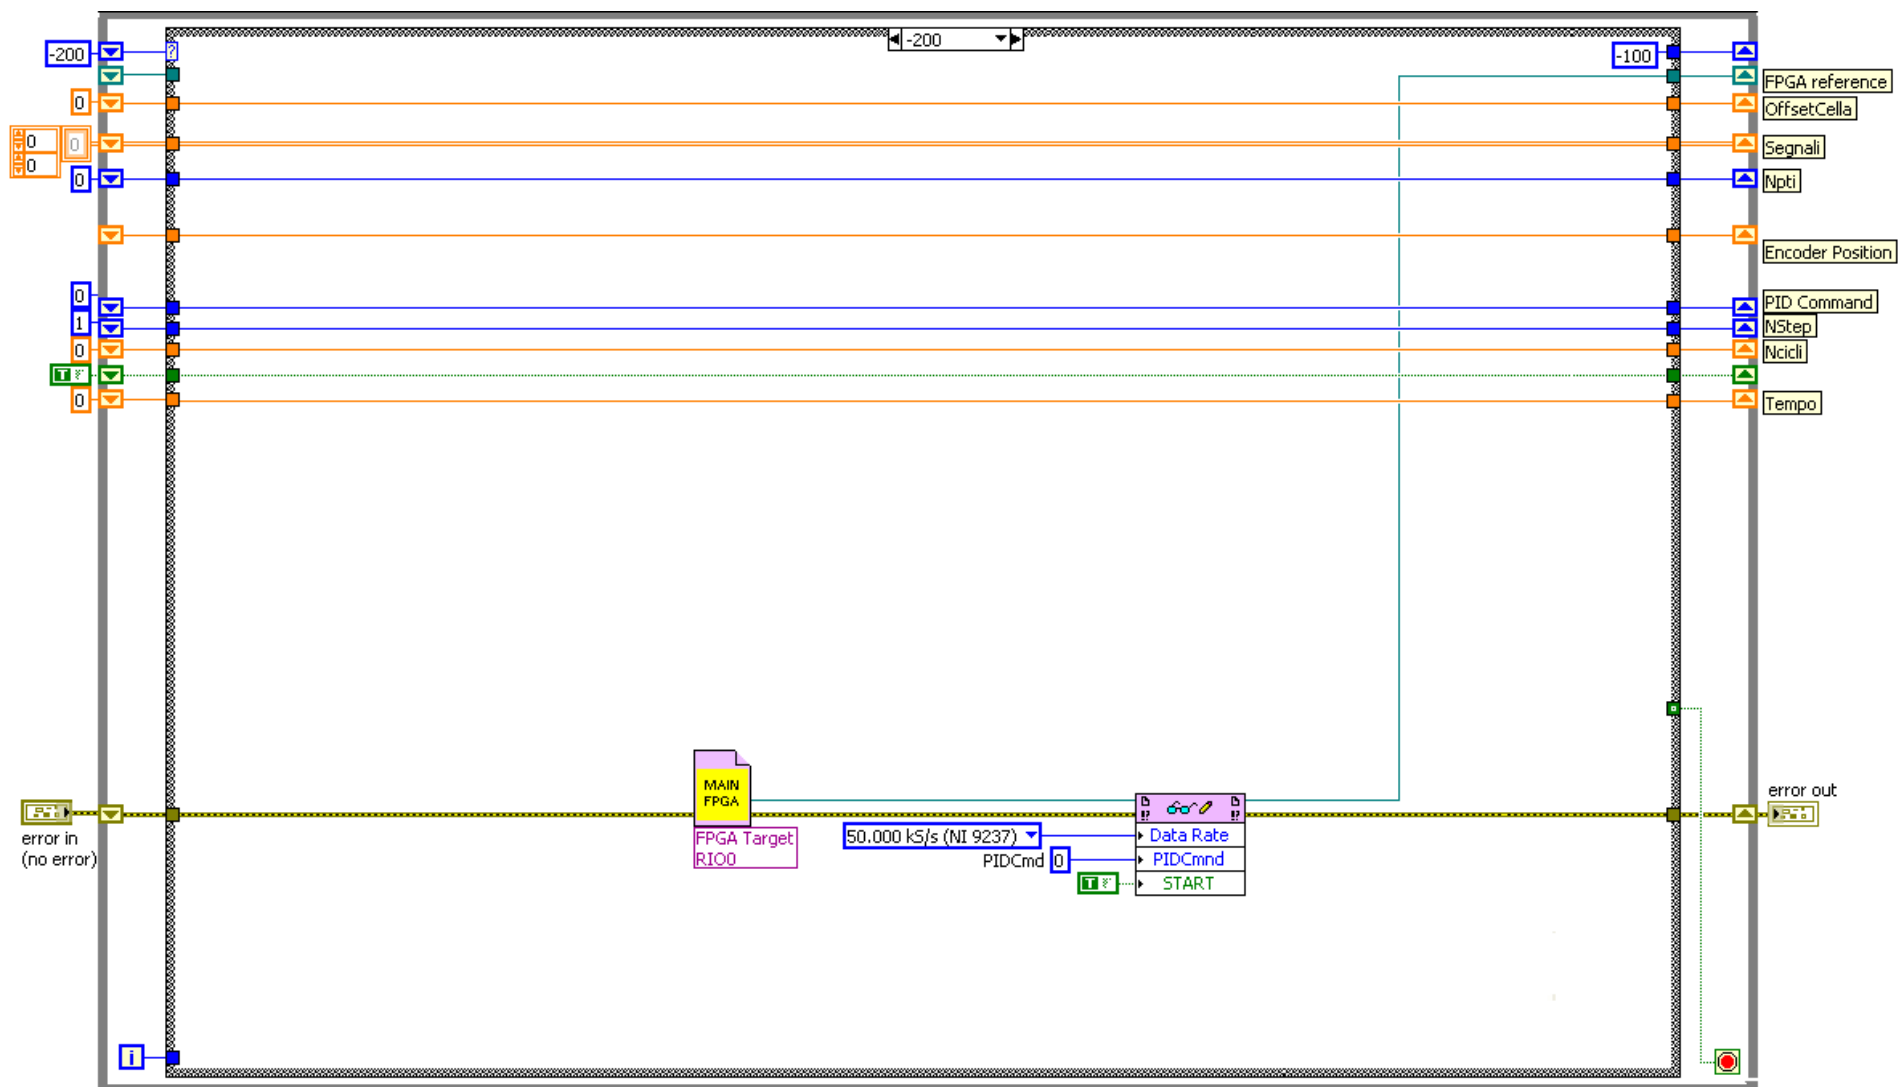 -200
-200
-100
FPGA reference
0
OffsetCella
0
0
0
Segnali
0
Npti
Encoder Position
0
PID Command
1
NStep
0
Ncicli
T
0
Tempo
MAIN
FPGA
FPGA Target
RIO0
50.000 kS/s (NI 9237)
Data Rate
PIDCmd 0
PIDCmnd
T
START
error in
(no error)
error out
i